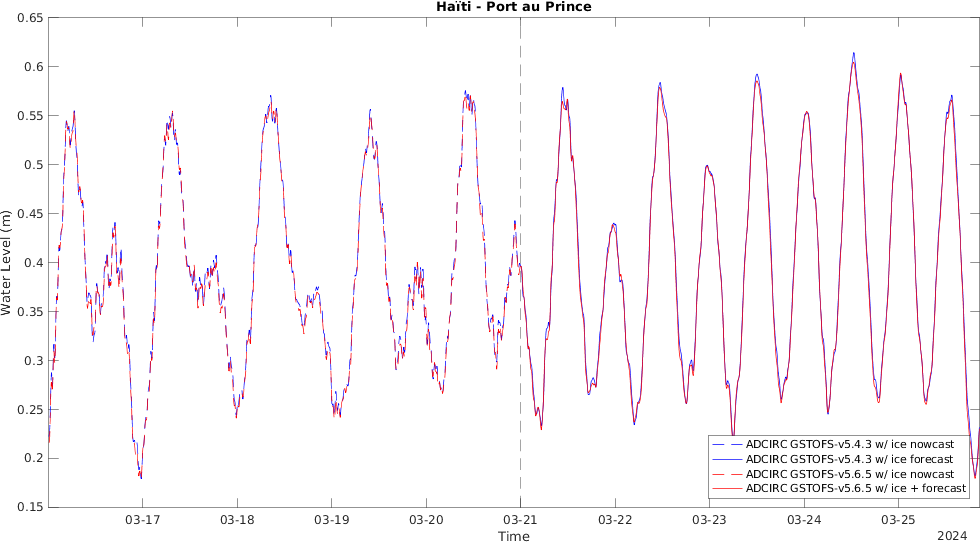 Haïti - Port au Prince
0.65
0.6
0.55
0.5
0.45
0.4
0.35
0.3
0.25
0.2
0.15
Water Level (m)
ADCIRC GSTOFS-v5.4.3 w/ ice nowcast
ADCIRC GSTOFS-v5.4.3 w/ ice forecast
ADCIRC GSTOFS-v5.6.5 w/ ice nowcast
ADCIRC GSTOFS-v5.6.5 w/ ice + forecast
03-17 03-18 03-19 03-20 03-21 03-22 03-23 03-24 03-25
Time
2024